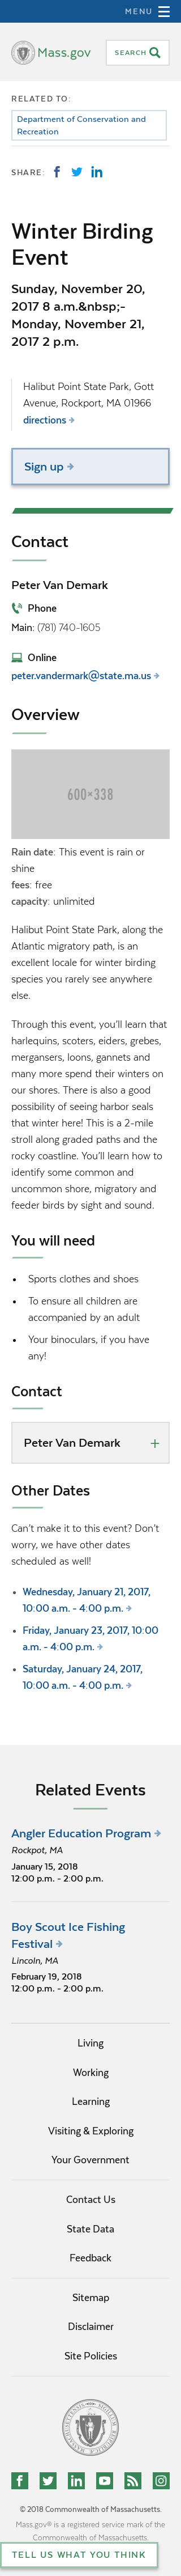 MENU
Mass.gov
SEARCH
RELATED TO:
Department of Conservation and
Recreation
SHARE:
Winter Birding
Event
Sunday, November 20,
2017 8 a.m.&nbsp;-
Monday, November 21,
2017 2 p.m.
Halibut Point State Park, Gott
Avenue, Rockport, MA 01966
directions
Sign up
Contact
Peter Van Demark
Phone
Main: (781) 740-1605
Online
peter.vandermark@state.ma.us
Overview
600×338
Rain date: This event is rain or
shine
fees: free
capacity: unlimited
Halibut Point State Park, along the
Atlantic migratory path, is an
excellent locale for winter birding
species you rarely see anywhere
else.
Through this event, you’ll learn that
harlequins, scoters, eiders, grebes,
mergansers, loons, gannets and
many more spend their winters on
our shores. There is also a good
possibility of seeing harbor seals
that winter here! This is a 2-mile
stroll along graded paths and the
rocky coastline. You’ll learn how to
identify some common and
uncommon shore, migratory and
expert feeders by sight and sound.
You will need
Sports clothes and shoes
To ensure all children are
accompanied by an adult
Your binoculars, if you have
any!
Contact
Peter Van Demark
Other Dates
Can’t make it to this event? Don’t
worry, we have other dates
scheduled as well!
Wednesday, January 21, 2017,
10:00 a.m. - 4:00 p.m.
Friday, January 23, 2017, 10:00
a.m. - 4:00 p.m.
Saturday, January 24, 2017,
10:00 a.m. - 4:00 p.m.
Related Events
Angler Education Program
Rockpot, MA
January 15, 2018
12:00 p.m. - 2:00 p.m.
Boy Scout Ice Fishing
Festival
Lincoln, MA
February 19, 2018
12:00 p.m. - 2:00 p.m.
Living
Working
Learning
Visiting & Exploring
Your Government
Contact Us
State Data
Feedback
Sitemap
Disclaimer
Site Policies
© 2018 Commonwealth of Massachusetts.
Mass.gov® is a registered service mark of the
Commonwealth of Massachusetts.
TELL US WHAT YOU THINK